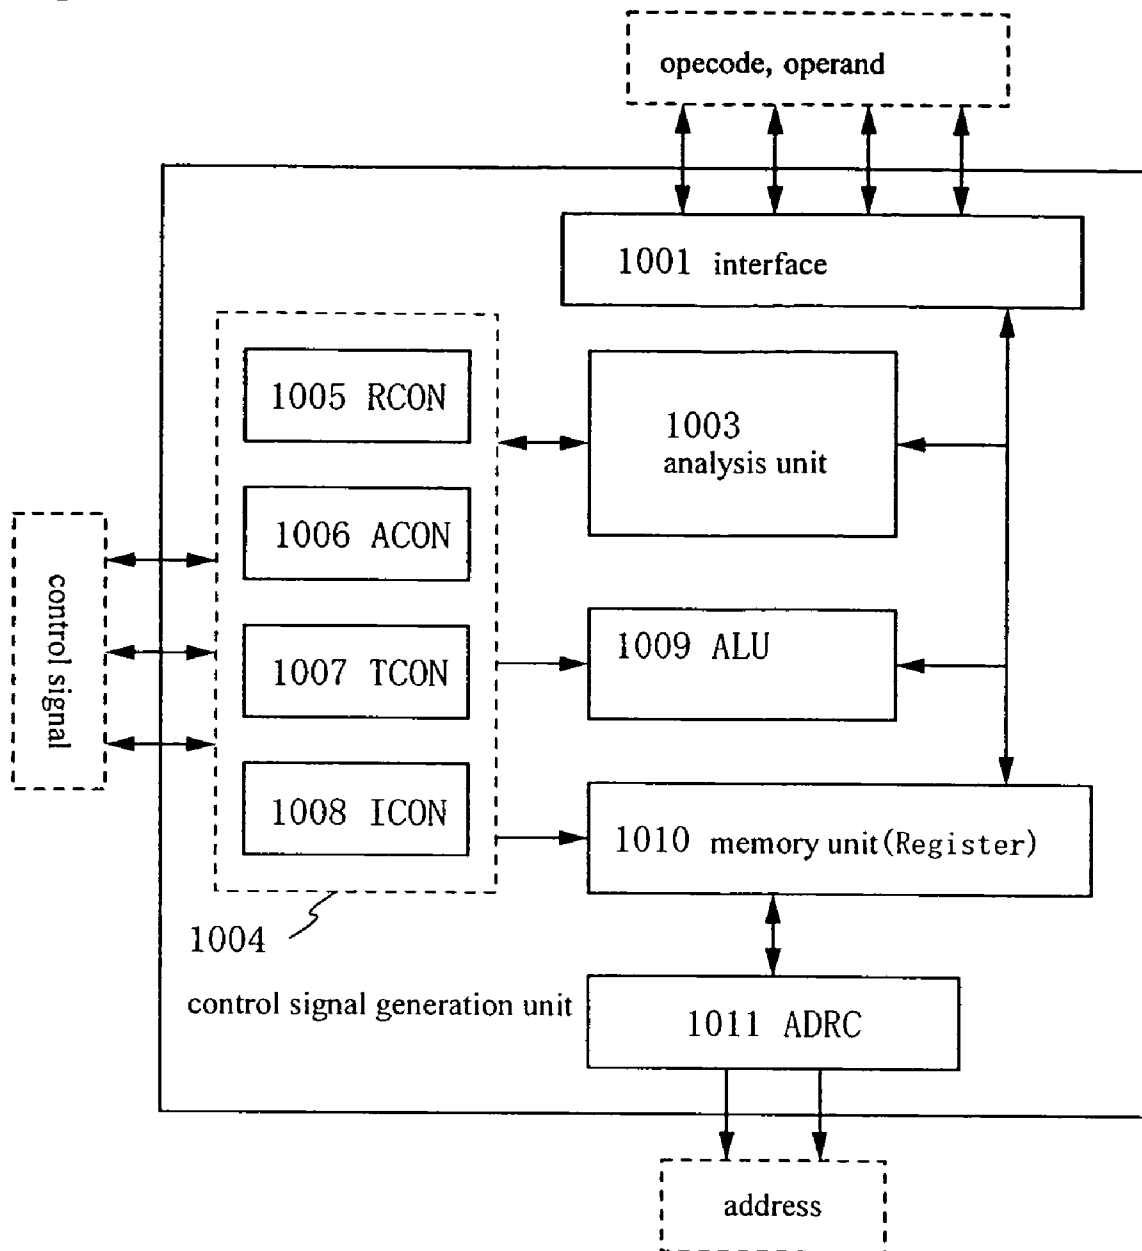 opecode, operand
1001 interface
1005 RCON
1003
analysis unit
1006 ACON
control signal
1009 ALU
1007 TCON
1008 ICON
1010 memory unit(Register)
1004
control signal generation unit
1011 ADRC
address